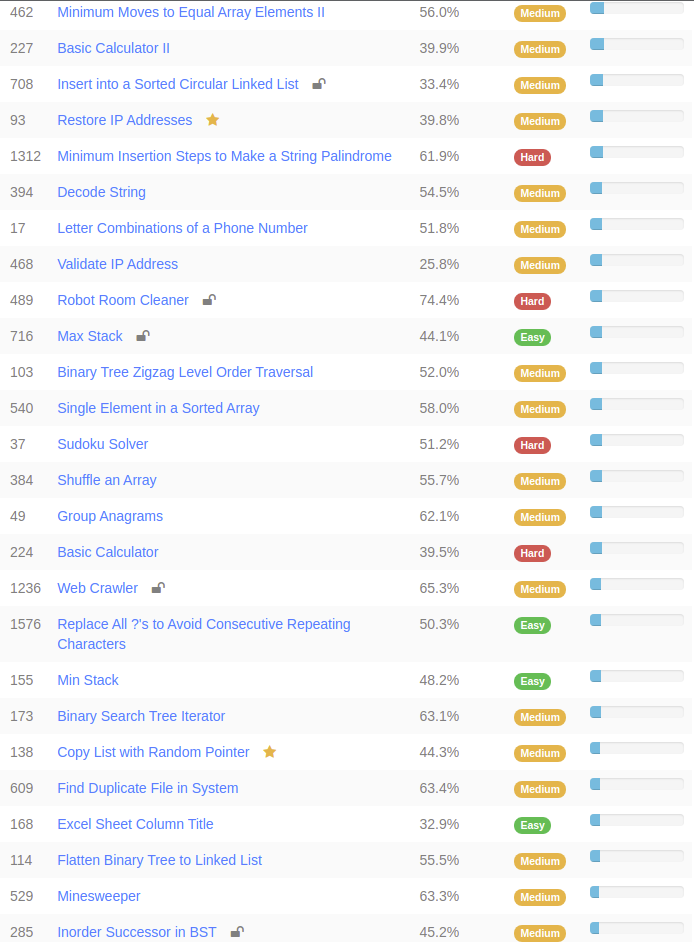 462 Minimum Moves to Equal Array Elements II 56.0% Medium
227 Basic Calculator II 39.9% Medium
708 Insert into a Sorted Circular Linked List 33.4% Medium
93 Restore IP Addresses 39.8% Medium
1312 Minimum Insertion Steps to Make a String Palindrome 61.9% Hard
394 Decode String 54.5% Medium
17 Letter Combinations of a Phone Number 51.8% Medium
468 Validate IP Address 25.8% Medium
489 Robot Room Cleaner 74.4% Hard
716 Max Stack 44.1% Easy
103 Binary Tree Zigzag Level Order Traversal 52.0% Medium
540 Single Element in a Sorted Array 58.0% Medium
37 Sudoku Solver 51.2% Hard
384 Shuffle an Array 55.7% Medium
49 Group Anagrams 62.1% Medium
224 Basic Calculator 39.5% Hard
1236 Web Crawler 65.3% Medium
1576 Replace All ?'s to Avoid Consecutive Repeating 50.3% Easy
Characters
155 Min Stack 48.2% Easy
173 Binary Search Tree Iterator 63.1% Medium
138 Copy List with Random Pointer 44.3% Medium
609 Find Duplicate File in System 63.4% Medium
168 Excel Sheet Column Title 32.9% Easy
114 Flatten Binary Tree to Linked List 55.5% Medium
529 Minesweeper 63.3% Medium
285 Inorder Successor in BST 45.2% Medium